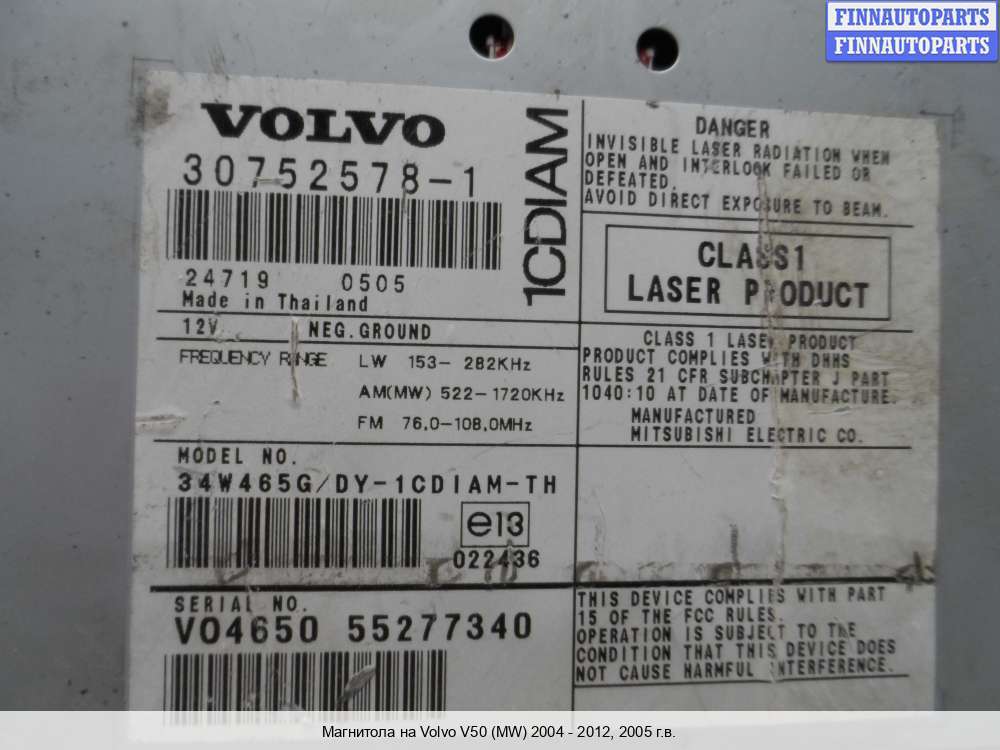 FINNAUTOPARTS
FINNAUTOPARTS
VOLVO
30752578-1
24719 0505
Made in Thailand
1CDIAM
12V NEG.GROUND
FREQUENCY RANGE LW 153- 282KHz
AM(MW) 522-1720KHz
FM 76.0-108.0MHz
MODEL NO.
34W465G/DY-1CDIAM-TH
e13
022436
SERIAL NO.
VO4650 55277340
DANGER
INVISIBLE LASER RADIATION WHEN
OPEN AND INTERLOCK FAILED OR
DEFEATED.
AVOID DIRECT EXPOSURE TO BEAM.
CLASS1
LASER PRODUCT
CLASS 1 LASER PRODUCT
PRODUCT COMPLIES WITH DHHS
RULES 21 CFR SUBCHAPTER J PART
1040:10 AT DATE OF MANUFACTURE.
MANUFACTURED
MITSUBISHI ELECTRIC CO.
THIS DEVICE COMPLIES WITH PART
15 OF THE FCC RULES.
OPERATION IS SUBJECT TO THE
CONDITION THAT THIS DEVICE DOES
NOT CAUSE HARMFUL INTERFERENCE.
Магнитола на Volvo V50 (MW) 2004 - 2012, 2005 г.в.